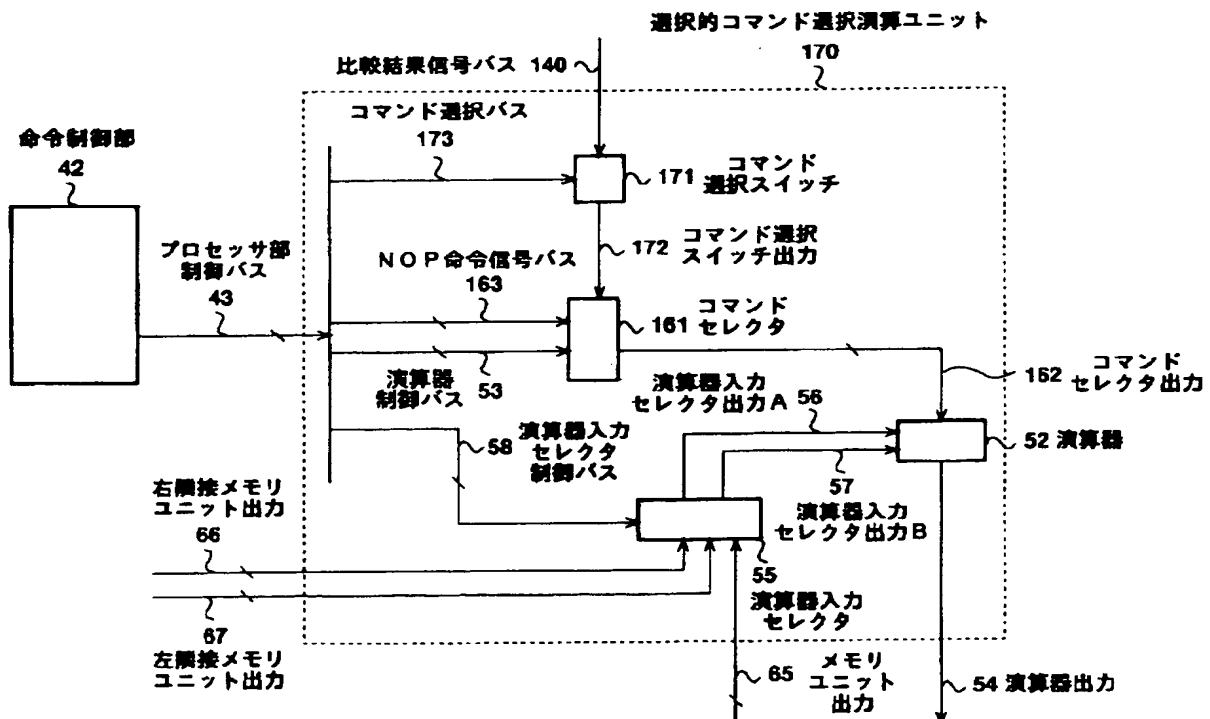 選択的コマンド選択演算ユニット
170
比較結果信号バス 140
コマンド選択バス
173
命令制御部
42
171 コマンド
選択スイッチ
プロセッサ部
制御バス
43
NOP命令信号バス
163
172 コマンド選択
スイッチ出力
161 コマンド
セレクタ
演算器
制御バス 53
演算器入力
セレクタ出力A 56
162 コマンド
セレクタ出力
58 演算器入力
セレクタ
制御バス
57
52 演算器
右隣接メモリ
ユニット出力
66
演算器入力
セレクタ出力B
55
演算器入力
セレクタ
67
左隣接メモリ
ユニット出力
65 メモリ
ユニット
出力
54 演算器出力